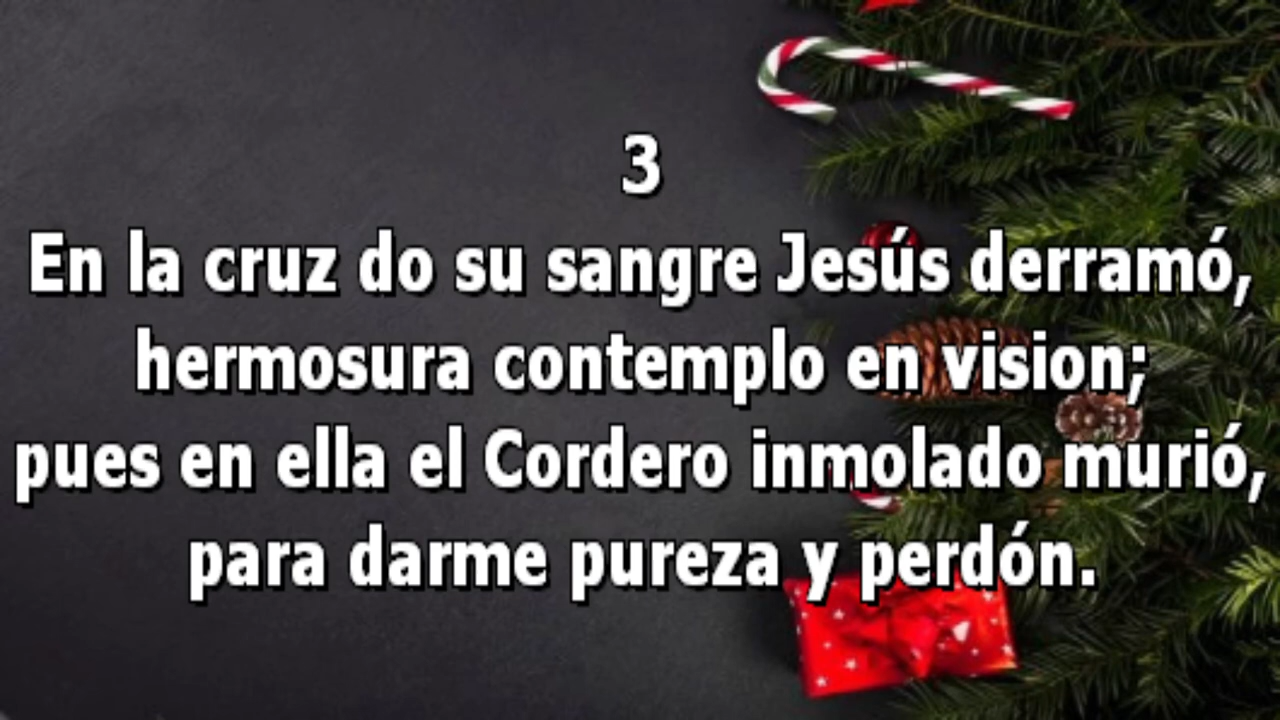 3
En la cruz do su sangre Jesús derramó,
hermosura contemplo en vision;
pues en ella el Cordero inmolado murió,
para darme pureza y perdón.